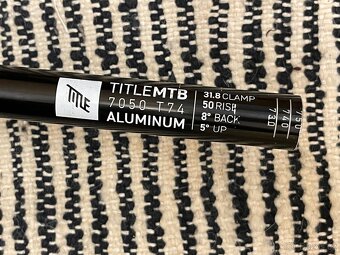 TITLE
TITLEMTB
7050 T74
ALUMINUM
31.8 CLAMP
50 RISE
8° BACK
5° UP
750
740
730